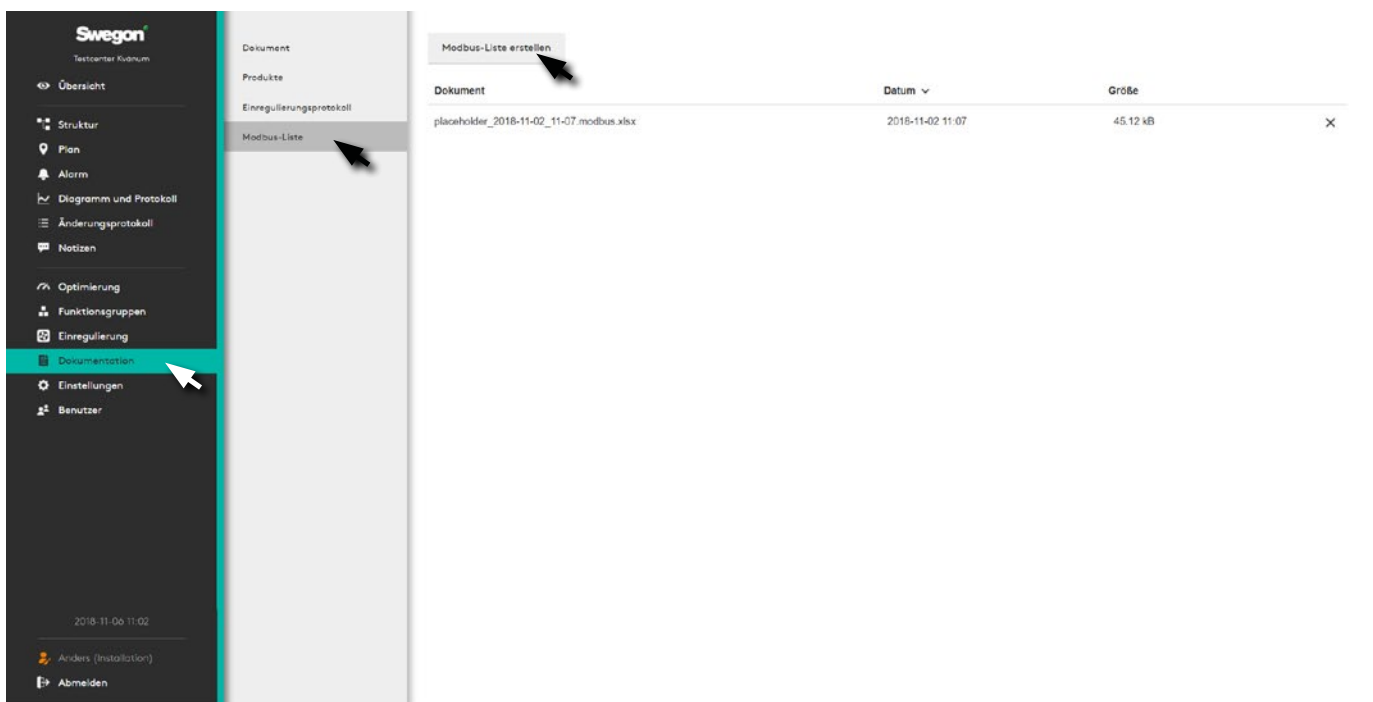 Swegon
Testcenter Kvänum
Übersicht
Struktur
Plan
Alarm
Diagramm und Protokoll
Änderungsprotokoll
Notizen
Optimierung
Funktionsgruppen
Einregulierung
Dokumentation
Einstellungen
Benutzer
2018-11-06 11:02
Anders (Installation)
Abmelden
Dokument
Produkte
Einregulierungsprotokoll
Modbus-Liste
Modbus-Liste erstellen
Dokument Datum Größe
placeholder_2018-11-02_11-07.modbus.xlsx 2018-11-02 11:07 45.12 kB